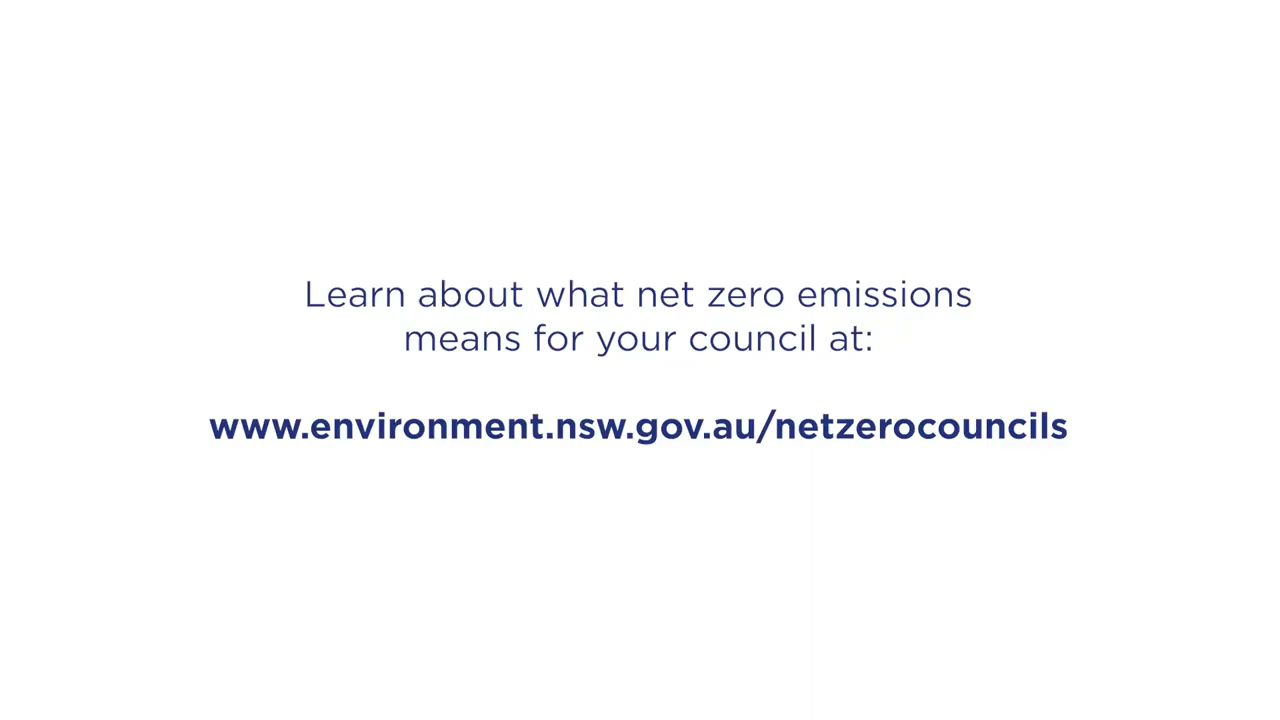 Learn about what net zero emissions
means for your council at:
www.environment.nsw.gov.au/netzerocouncils